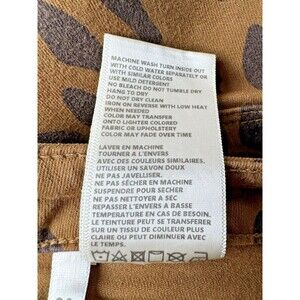 MACHINE WASH TURN INSIDE OUT
WITH COLD WATER SEPARATELY OR
WITH SIMILAR COLORS
USE MILD DETERGENT
NO BLEACH DO NOT TUMBLE DRY
HANG TO DRY
DO NOT DRY CLEAN
IRON ON REVERSE WITH LOW HEAT
WHEN NEEDED
COLOR MAY TRANSFER
ONTO LIGHTER COLORED
FABRIC OR UPHOLSTERY
COLOR MAY FADE OVER TIME
LAVER EN MACHINE
TOURNER A L'ENVERS
AVEC DES COULEURS SIMILAIRES.
UTILISER UN SAVON DOUX
NE PAS JAVELLISER.
NE PAS SÉCHER EN MACHINE
SUSPENDRE POUR SÉCHER
NE PAS NETTOYER A SEC
REPASSER A L'ENVERS A BASSE
TEMPÉRATURE EN CAS DE BESOIN.
LE TEINTURE PEUT SE TRANSFÉRER
SUR UN TISSU DE COULEUR PLUS
CLAIRE OU PEUT DIMINUER AVEC
LE TEMPS.